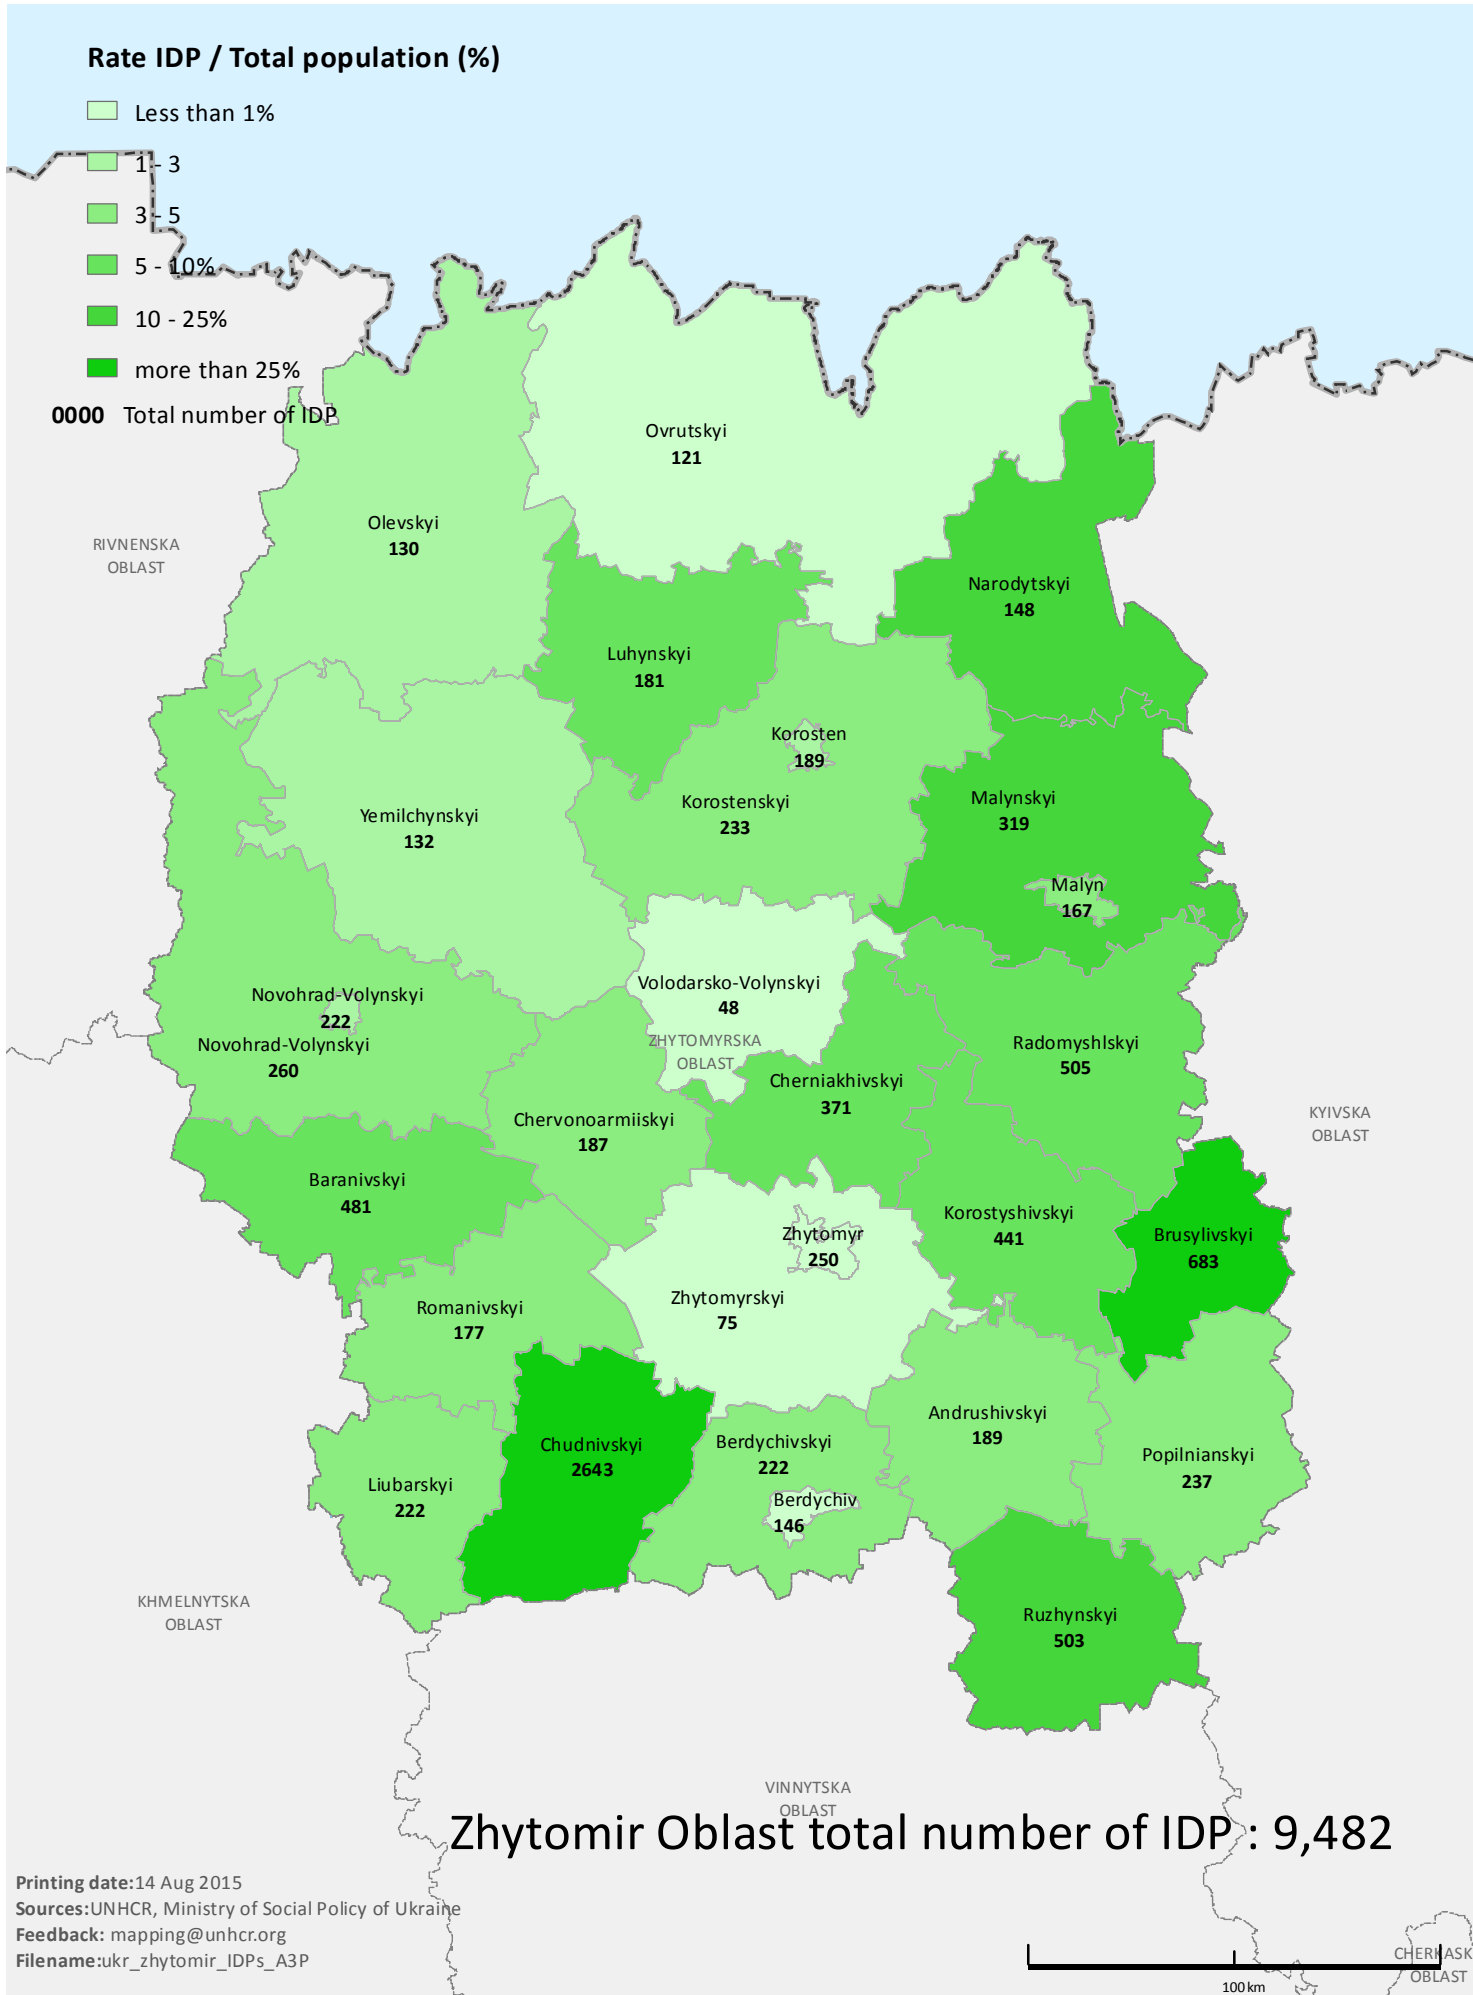 Rate IDP / Total population (%)
Less than 1%
1 - 3
3 - 5
5 - 10%
10 - 25%
more than 25%
0000 Total number of IDP
Ovrutskyi
121
Olevskyi
130
RIVNENSKA
OBLAST
Narodytskyi
148
Luhynskyi
181
Korosten
189
Korostenskyi
233
Malynskyi
319
Yemilchynskyi
132
Malyn
167
Volodarsko-Volynskyi
48
Novohrad-Volynskyi
222
Novohrad-Volynskyi
260
ZHYTOMYRSKA
OBLAST
Radomyshlskyi
505
Cherniakhivskyi
371
Chervonoarmiiskyi
187
KYIVSKA
OBLAST
Baranivskyi
481
Korostyshivskyi
441
Zhytomyr
250
Brusylivskyi
683
Zhytomyrskyi
75
Romanivskyi
177
Andrushivskyi
189
Chudnivskyi
2643
Berdychivskyi
222
Popilnianskyi
237
Liubarskyi
222
Berdychiv
146
KHMELNYTSKA
OBLAST
Ruzhynskyi
503
VINNYTSKA
OBLAST
Zhytomir Oblast total number of IDP : 9,482
Printing date:14 Aug 2015
Sources:UNHCR, Ministry of Social Policy of Ukraine
Feedback: mapping@unhcr.org
Filename:ukr_zhytomir_IDPs_A3P
CHERKASK
OBLAST
100 km